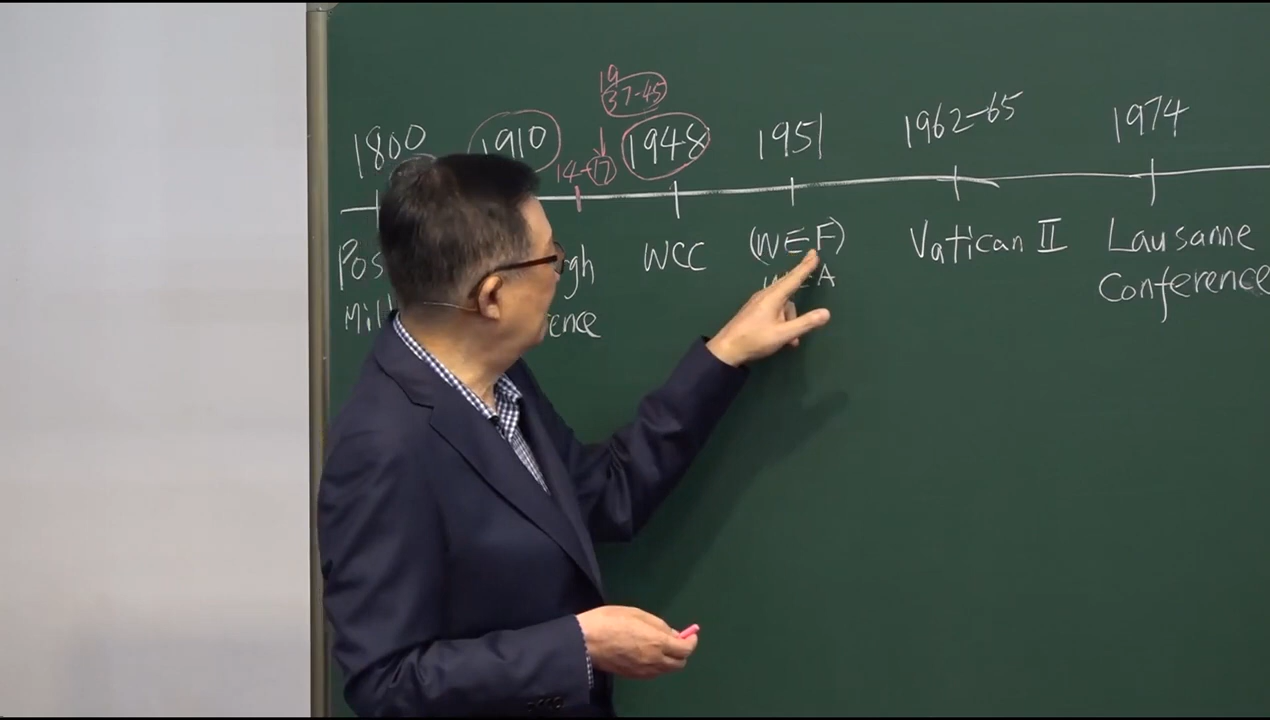 19
37-45
1800
1910
14-17
1948
1951
1962-65
1974
WCC
(WEF)
Vatican II
Lausanne
Conference